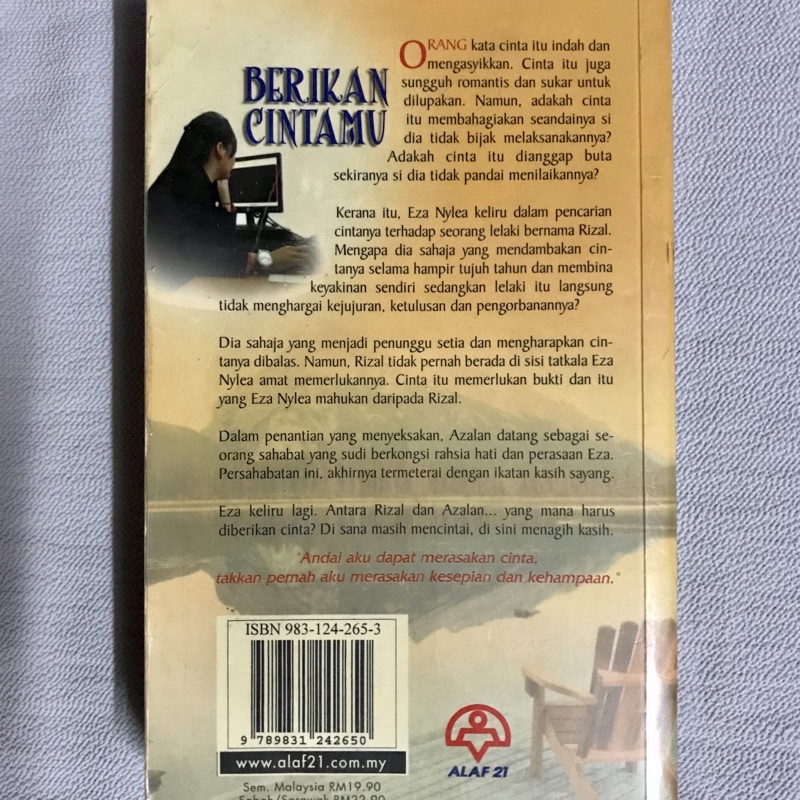 BERIKAN
CINTAMU
ORANG kata cinta itu indah dan
mengasyikkan. Cinta itu juga
sungguh romantis dan sukar untuk
dilupakan. Namun, adakah cinta
itu membahagiakan seandainya si
dia tidak bijak melaksanakannya?
Adakah cinta itu dianggap buta
sekiranya si dia tidak pandai menilaikannya?
Kerana itu, Eza Nylea keliru dalam pencarian
cintanya terhadap seorang lelaki bernama Rizal.
Mengapa dia sahaja yang mendambakan cin-
tanya selama hampir tujuh tahun dan membina
keyakinan sendiri sedangkan lelaki itu langsung
tidak menghargai kejujuran, ketulusan dan pengorbanannya?
Dia sahaja yang menjadi penunggu setia dan mengharapkan cin-
tanya dibalas. Namun, Rizal tidak pernah berada di sisi tatkala Eza
Nylea amat memerlukannya. Cinta itu memerlukan bukti dan itu
yang Eza Nylea mahukan daripada Rizal.
Dalam penantian yang menyeksakan, Azalan datang sebagai se-
orang sahabat yang sudi berkongsi rahsia hati dan perasaan Eza.
Persahabatan ini, akhirnya termeterai dengan ikatan kasih sayang.
Eza keliru lagi. Antara Rizal dan Azalan... yang mana harus
diberikan cinta? Di sana masih mencintai, di sini menagih kasih.
"Andai aku dapat merasakan cinta,
takkan pernah aku merasakan kesepian dan kehampaan."
ISBN 983-124-265-3
9 789831 242650
www.alaf21.com.my
ALAF 21
Sem. Malaysia RM19.90
Sabah/Sarawak RM22.90